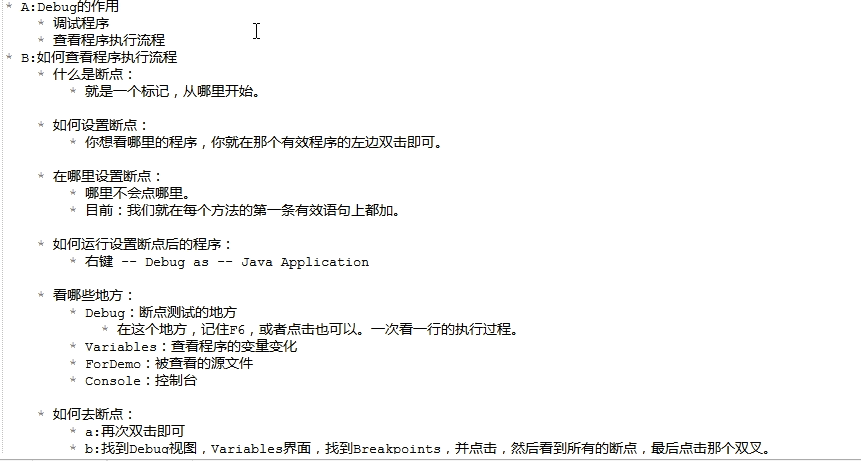 * A:Debug的作用
* 调试程序
* 查看程序执行流程
* B:如何查看程序执行流程
* 什么是断点：
* 就是一个标记，从哪里开始。
* 如何设置断点：
* 你想看哪里的程序，你就在那个有效程序的左边双击即可。
* 在哪里设置断点：
* 哪里不会点哪里。
* 目前：我们就在每个方法的第一条有效语句上都加。
* 如何运行设置断点后的程序：
* 右键 -- Debug as -- Java Application
* 看哪些地方：
* Debug：断点测试的地方
* 在这个地方，记住F6，或者点击也可以。一次看一行的执行过程。
* Variables：查看程序的变量变化
* ForDemo：被查看的源文件
* Console：控制台
* 如何去断点：
* a:再次双击即可
* b:找到Debug视图，Variables界面，找到Breakpoints，并点击，然后看到所有的断点，最后点击那个双叉。